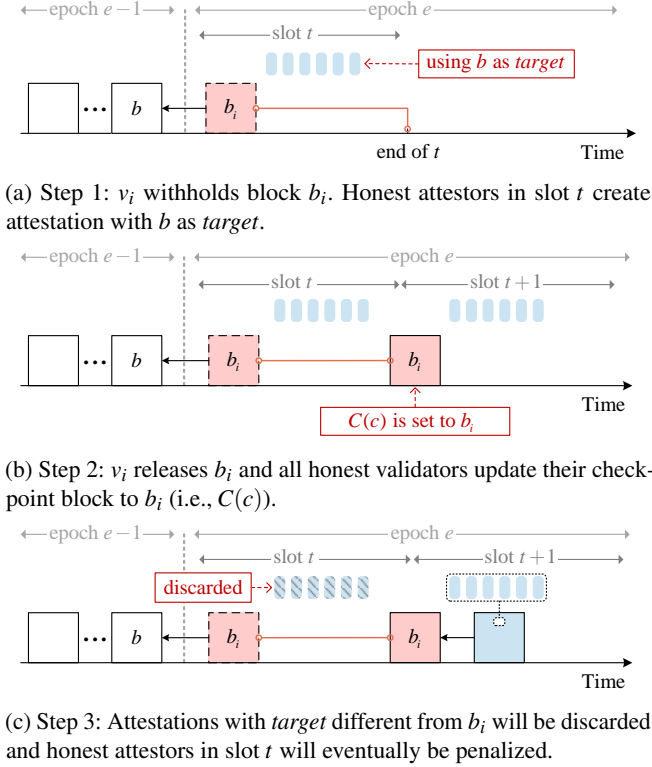 epoch e−1 epoch e
slot t
using b as target
... b b_i
end of t Time
(a) Step 1: v_i withholds block b_i. Honest attestors in slot t create
attestation with b as target.
epoch e−1 epoch e
slot t slot t+1
... b b_i b_i
Time
C(c) is set to b_i
(b) Step 2: v_i releases b_i and all honest validators update their check-
point block to b_i (i.e., C(c)).
epoch e−1 epoch e
slot t slot t+1
discarded
... b b_i b_i
Time
(c) Step 3: Attestations with target different from b_i will be discarded
and honest attestors in slot t will eventually be penalized.